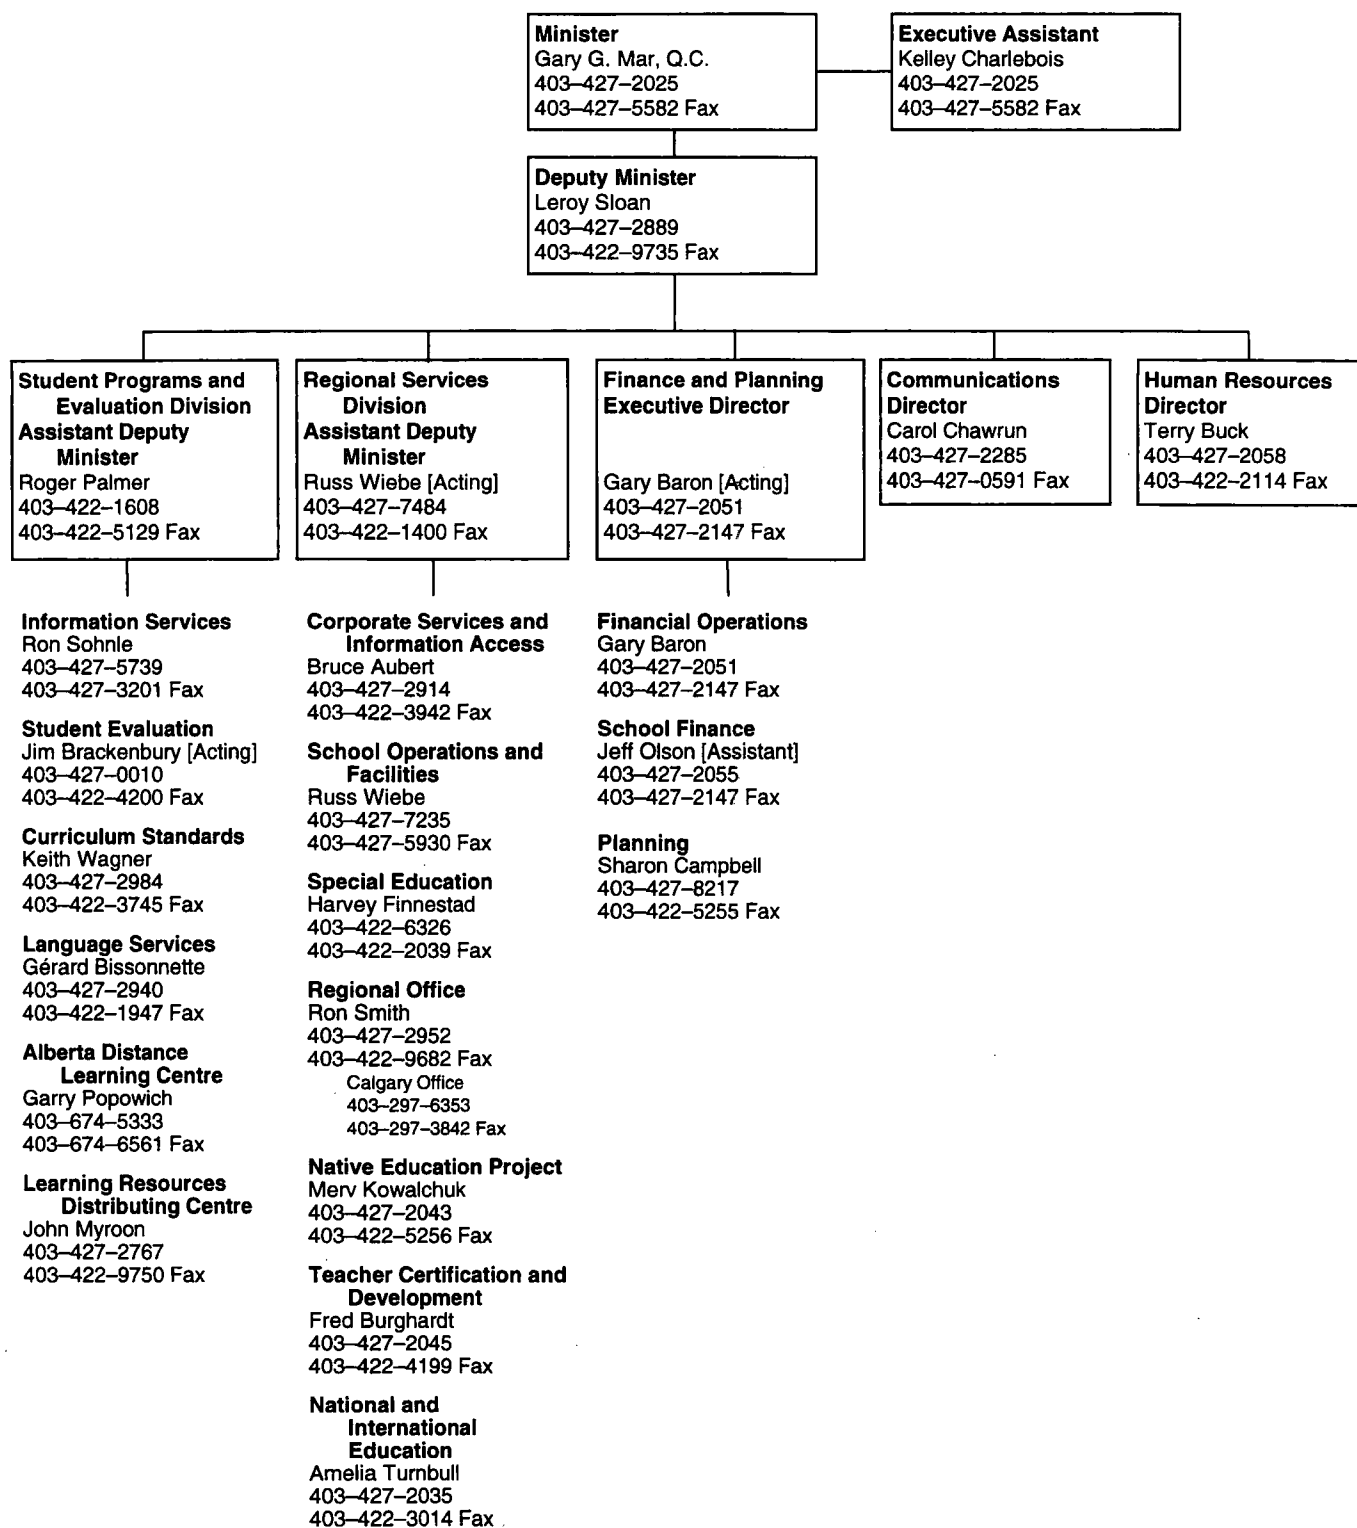 Minister
Gary G. Mar, Q.C.
403–427–2025
403–427–5582 Fax
Executive Assistant
Kelley Charlebois
403–427–2025
403–427–5582 Fax
Deputy Minister
Leroy Sloan
403–427–2889
403–422–9735 Fax
Student Programs and
Evaluation Division
Assistant Deputy
Minister
Roger Palmer
403–422–1608
403–422–5129 Fax
Regional Services
Division
Assistant Deputy
Minister
Russ Wiebe [Acting]
403–427–7484
403–422–1400 Fax
Finance and Planning
Executive Director
Gary Baron [Acting]
403–427–2051
403–427–2147 Fax
Communications
Director
Carol Chawrun
403–427–2285
403–427–0591 Fax
Human Resources
Director
Terry Buck
403–427–2058
403–422–2114 Fax
Information Services
Ron Sohnle
403–427–5739
403–427–3201 Fax
Student Evaluation
Jim Brackenbury [Acting]
403–427–0010
403–422–4200 Fax
Curriculum Standards
Keith Wagner
403–427–2984
403–422–3745 Fax
Language Services
Gérard Bissonnette
403–427–2940
403–422–1947 Fax
Alberta Distance
Learning Centre
Garry Popowich
403–674–5333
403–674–6561 Fax
Learning Resources
Distributing Centre
John Myroon
403–427–2767
403–422–9750 Fax
Corporate Services and
Information Access
Bruce Aubert
403–427–2914
403–422–3942 Fax
School Operations and
Facilities
Russ Wiebe
403–427–7235
403–427–5930 Fax
Special Education
Harvey Finnestad
403–422–6326
403–422–2039 Fax
Regional Office
Ron Smith
403–427–2952
403–422–9682 Fax
Calgary Office
403–297–6353
403–297–3842 Fax
Native Education Project
Merv Kowalchuk
403–427–2043
403–422–5256 Fax
Teacher Certification and
Development
Fred Burghardt
403–427–2045
403–422–4199 Fax
National and
International
Education
Amelia Turnbull
403–427–2035
403–422–3014 Fax
Financial Operations
Gary Baron
403–427–2051
403–427–2147 Fax
School Finance
Jeff Olson [Assistant]
403–427–2055
403–427–2147 Fax
Planning
Sharon Campbell
403–427–8217
403–422–5255 Fax